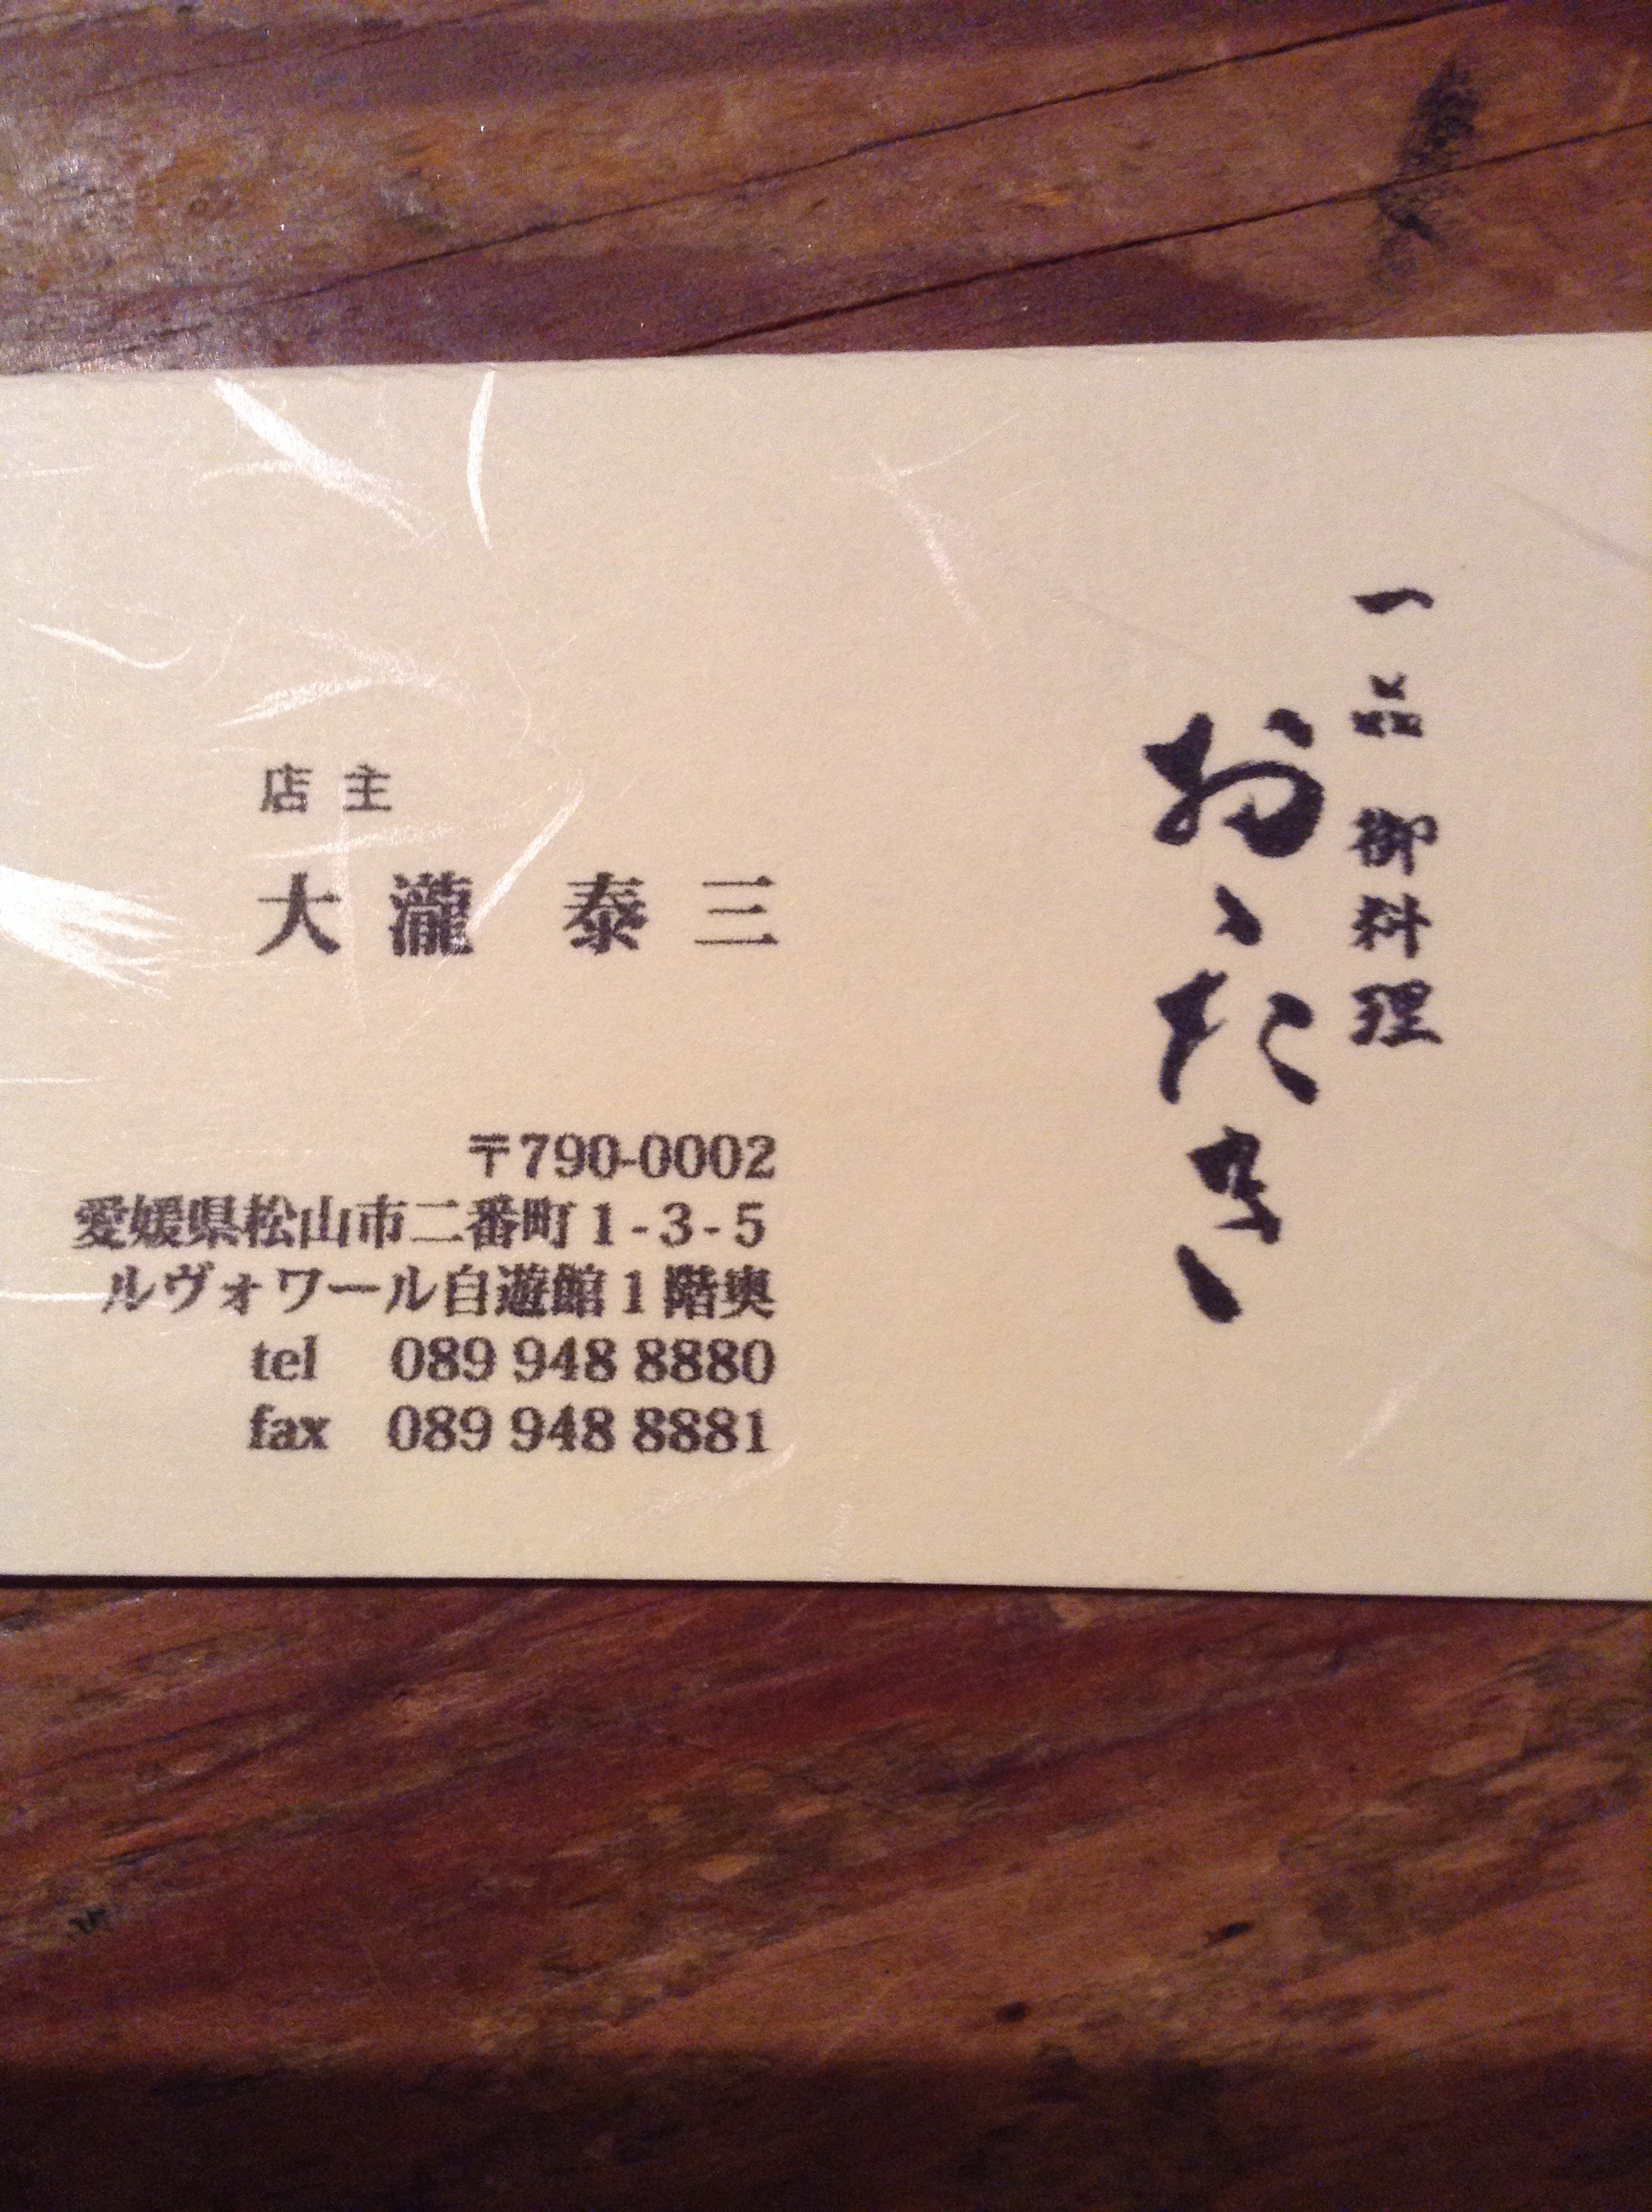 一品 御料理
おゝたき
店主
大瀧 泰三
〒790-0002
愛媛県松山市二番町1-3-5
ルヴォワール自遊館1階奥
tel 089 948 8880
fax 089 948 8881